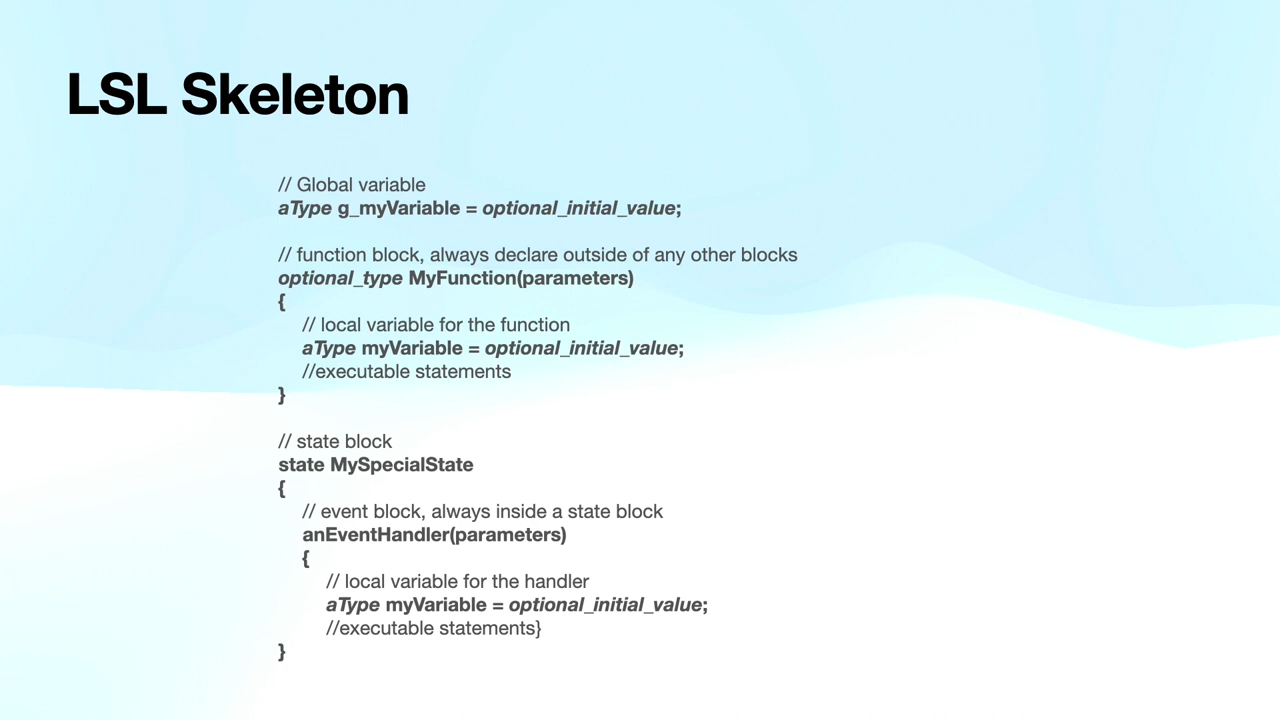 LSL Skeleton
// Global variable
aType g_myVariable = optional_initial_value;
// function block, always declare outside of any other blocks
optional_type MyFunction(parameters)
{
// local variable for the function
aType myVariable = optional_initial_value;
//executable statements
}
// state block
state MySpecialState
{
// event block, always inside a state block
anEventHandler(parameters)
{
// local variable for the handler
aType myVariable = optional_initial_value;
//executable statements}
}